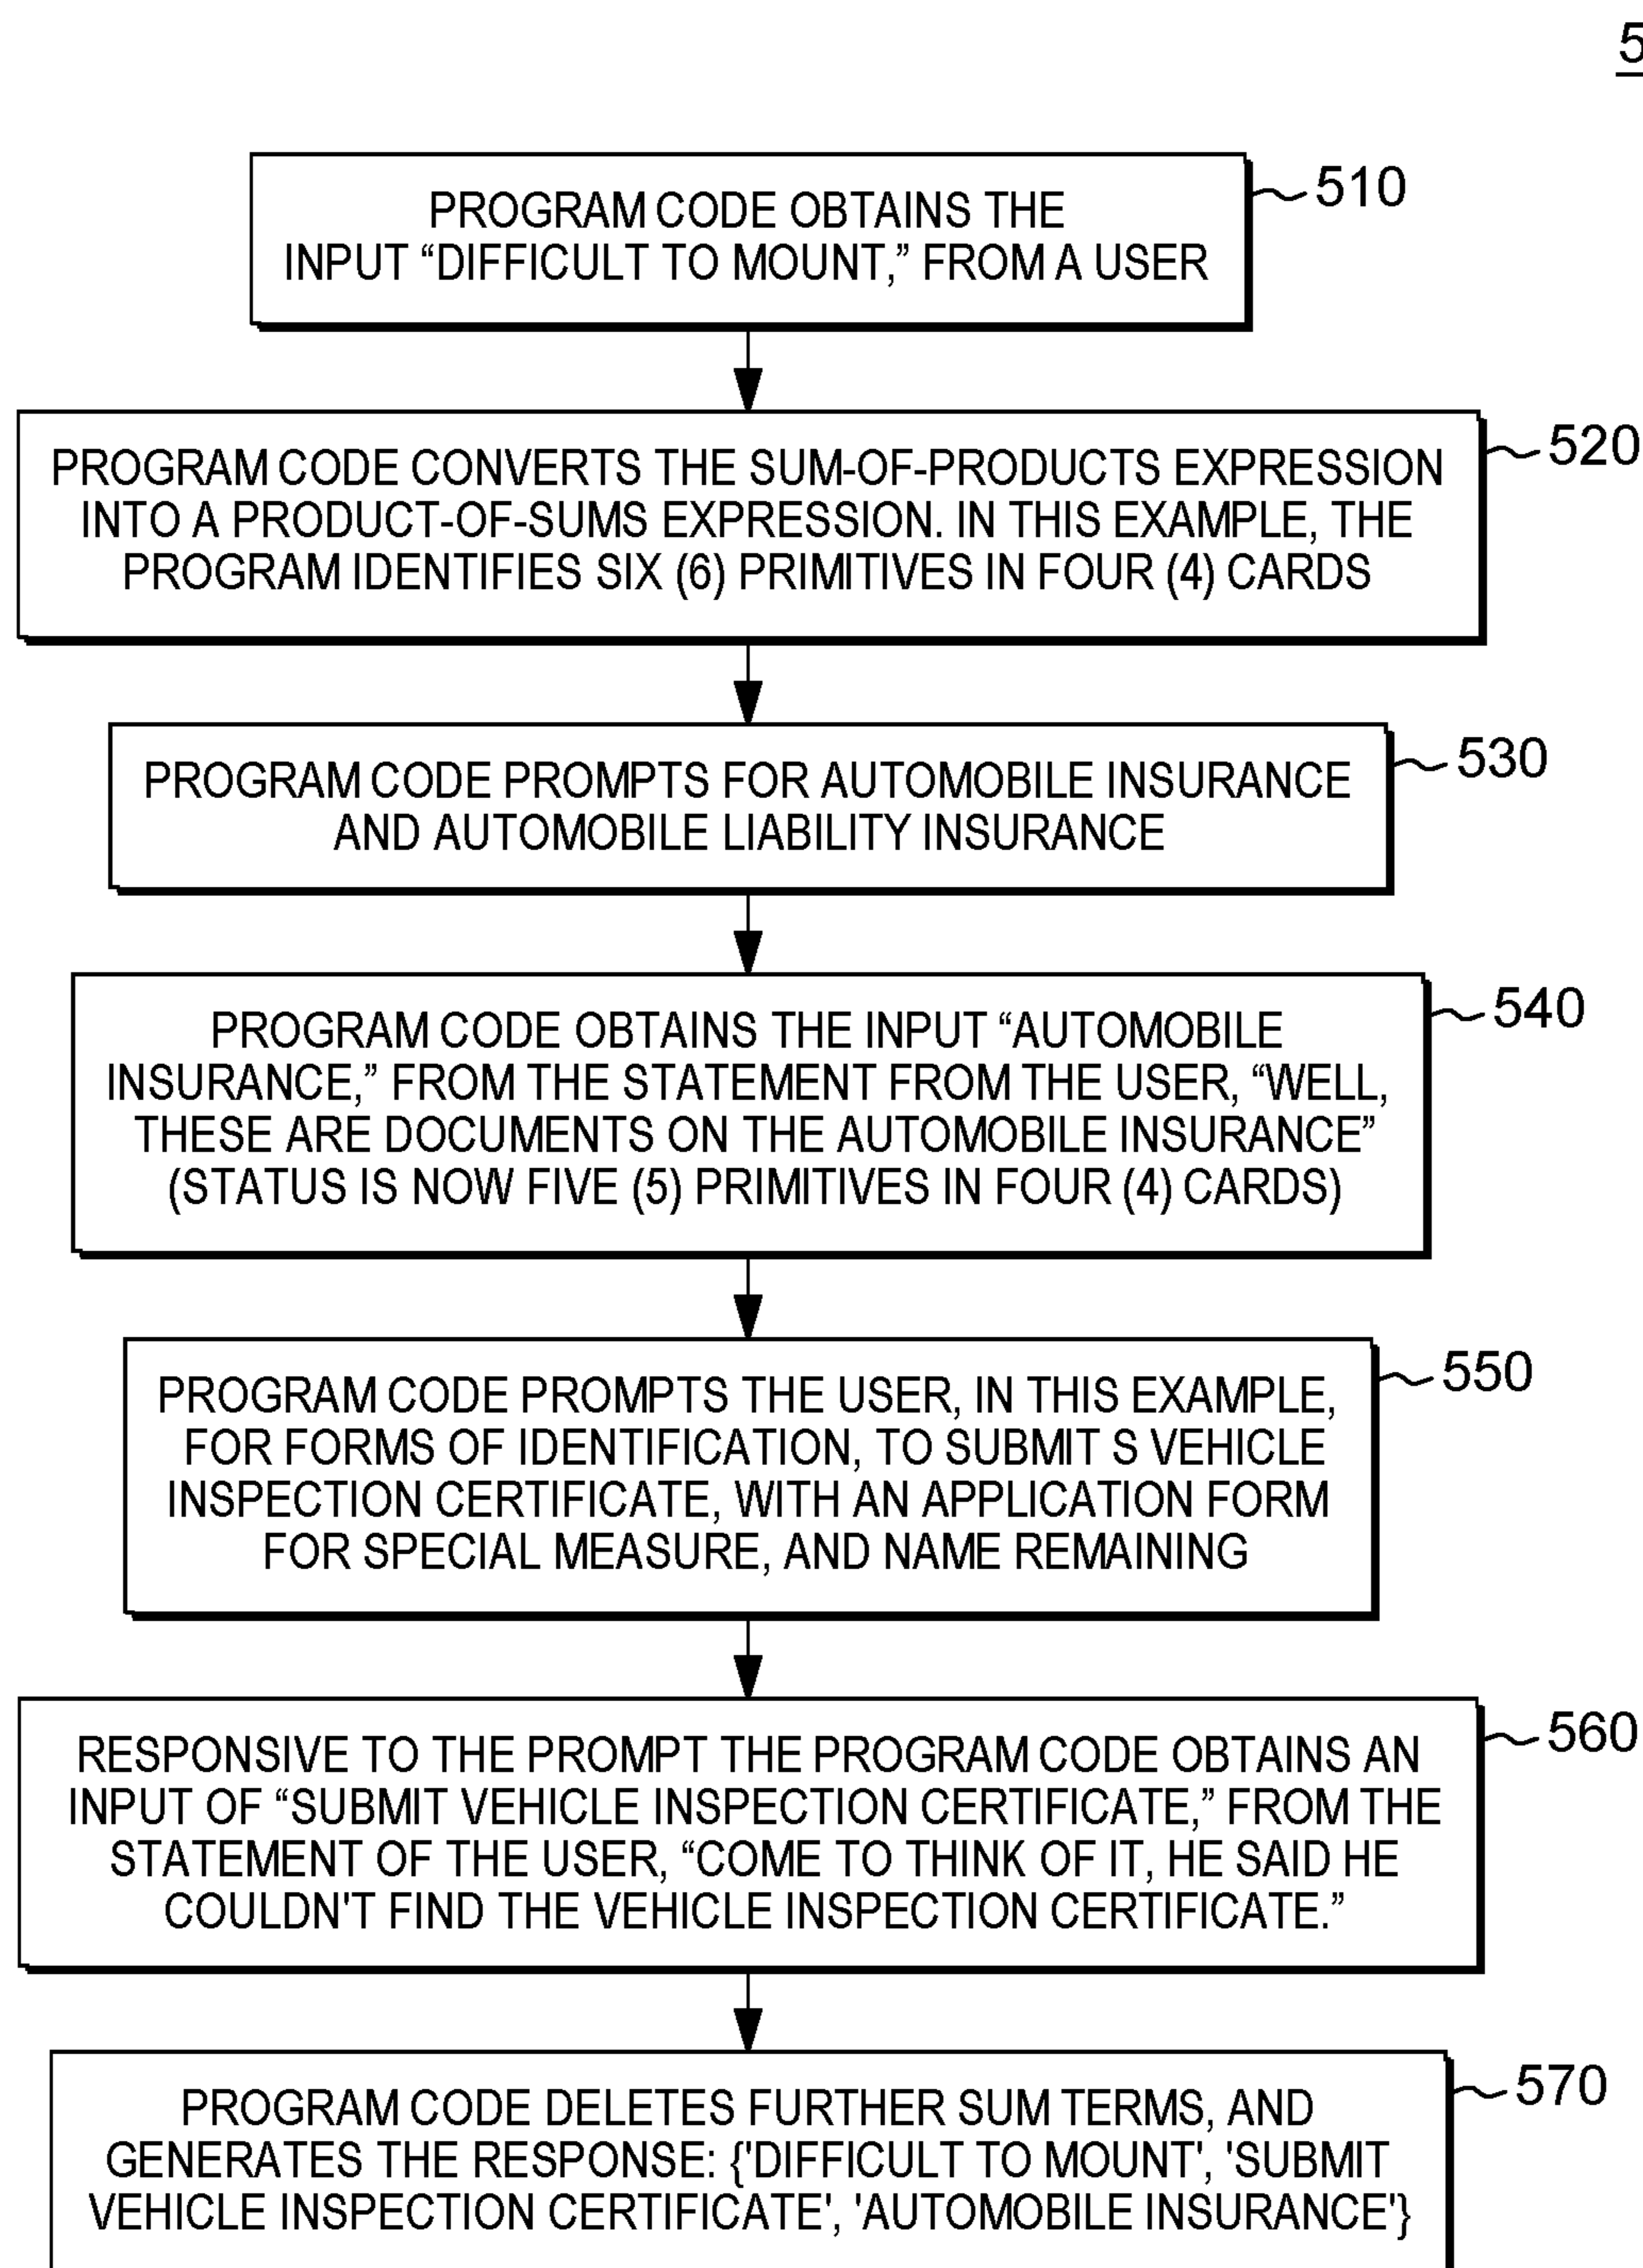 5
PROGRAM CODE OBTAINS THE
INPUT “DIFFICULT TO MOUNT,” FROM A USER
510
PROGRAM CODE CONVERTS THE SUM-OF-PRODUCTS EXPRESSION
INTO A PRODUCT-OF-SUMS EXPRESSION. IN THIS EXAMPLE, THE
PROGRAM IDENTIFIES SIX (6) PRIMITIVES IN FOUR (4) CARDS
520
PROGRAM CODE PROMPTS FOR AUTOMOBILE INSURANCE
AND AUTOMOBILE LIABILITY INSURANCE
530
PROGRAM CODE OBTAINS THE INPUT “AUTOMOBILE
INSURANCE,” FROM THE STATEMENT FROM THE USER, “WELL,
THESE ARE DOCUMENTS ON THE AUTOMOBILE INSURANCE”
(STATUS IS NOW FIVE (5) PRIMITIVES IN FOUR (4) CARDS)
540
PROGRAM CODE PROMPTS THE USER, IN THIS EXAMPLE,
FOR FORMS OF IDENTIFICATION, TO SUBMIT S VEHICLE
INSPECTION CERTIFICATE, WITH AN APPLICATION FORM
FOR SPECIAL MEASURE, AND NAME REMAINING
550
RESPONSIVE TO THE PROMPT THE PROGRAM CODE OBTAINS AN
INPUT OF “SUBMIT VEHICLE INSPECTION CERTIFICATE,” FROM THE
STATEMENT OF THE USER, “COME TO THINK OF IT, HE SAID HE
COULDN'T FIND THE VEHICLE INSPECTION CERTIFICATE.”
560
PROGRAM CODE DELETES FURTHER SUM TERMS, AND
GENERATES THE RESPONSE: {'DIFFICULT TO MOUNT', 'SUBMIT
VEHICLE INSPECTION CERTIFICATE', 'AUTOMOBILE INSURANCE'}
570